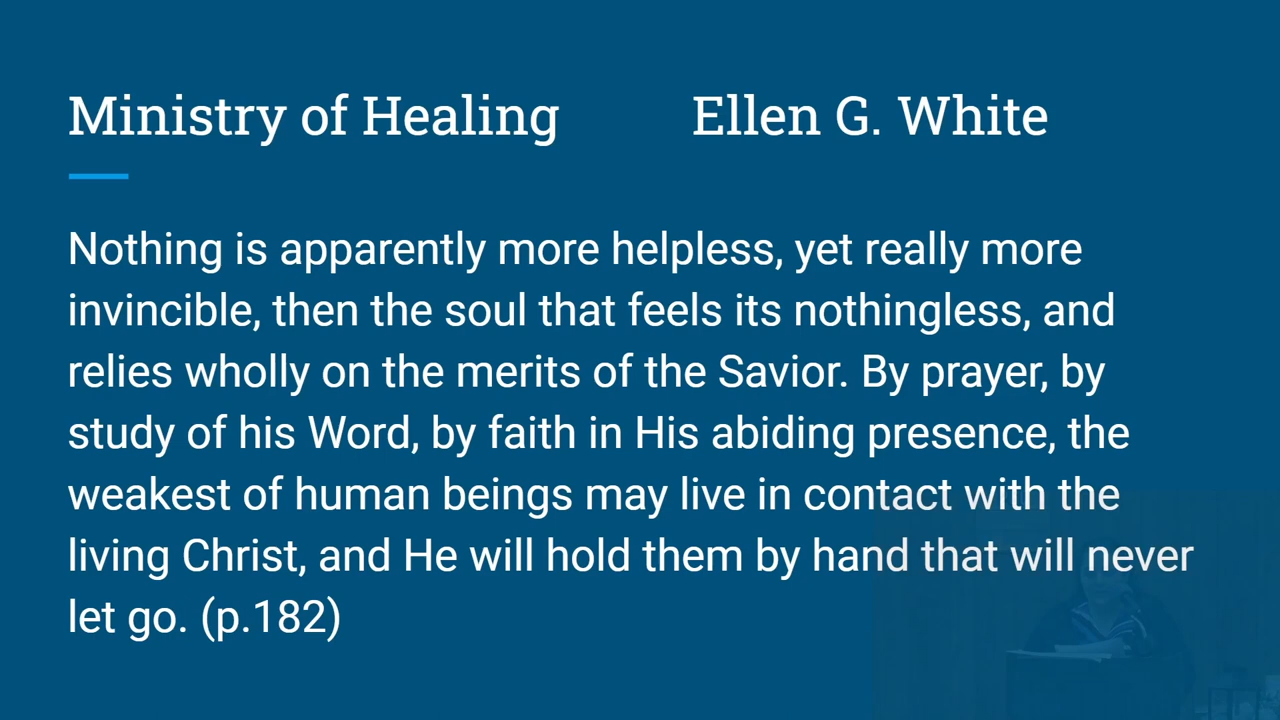 Ministry of Healing Ellen G. White
Nothing is apparently more helpless, yet really more
invincible, then the soul that feels its nothingless, and
relies wholly on the merits of the Savior. By prayer, by
study of his Word, by faith in His abiding presence, the
weakest of human beings may live in contact with the
living Christ, and He will hold them by hand that will never
let go. (p.182)